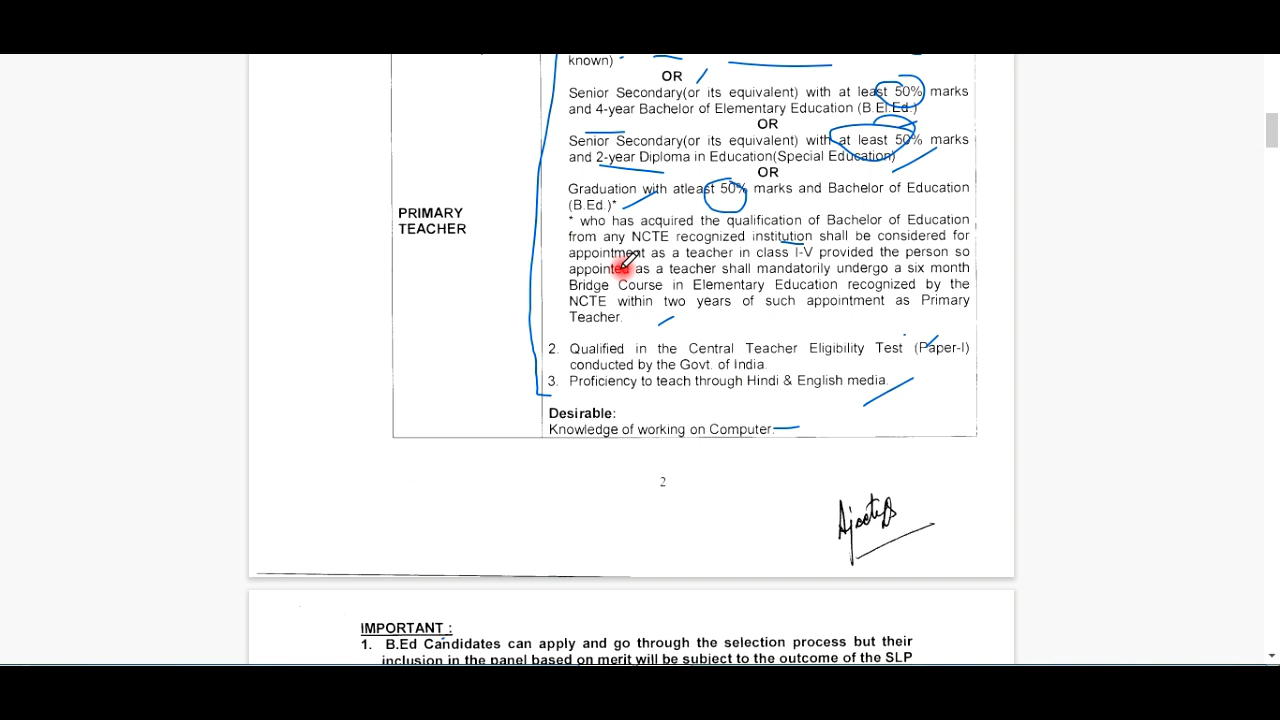 known)
OR
Senior Secondary(or its equivalent) with at least 50% marks
and 4-year Bachelor of Elementary Education (B.El.Ed.)
OR
Senior Secondary(or its equivalent) with at least 50% marks
and 2-year Diploma in Education(Special Education)
OR
Graduation with atleast 50% marks and Bachelor of Education
(B.Ed.)*
* who has acquired the qualification of Bachelor of Education
from any NCTE recognized institution shall be considered for
appointment as a teacher in class I-V provided the person so
appointed as a teacher shall mandatorily undergo a six month
Bridge Course in Elementary Education recognized by the
NCTE within two years of such appointment as Primary
Teacher.
PRIMARY
TEACHER
2. Qualified in the Central Teacher Eligibility Test (Paper-I)
conducted by the Govt. of India.
3. Proficiency to teach through Hindi & English media.
Desirable:
Knowledge of working on Computer.
2
IMPORTANT :
1. B.Ed Candidates can apply and go through the selection process but their
inclusion in the panel based on merit will be subject to the outcome of the SLP